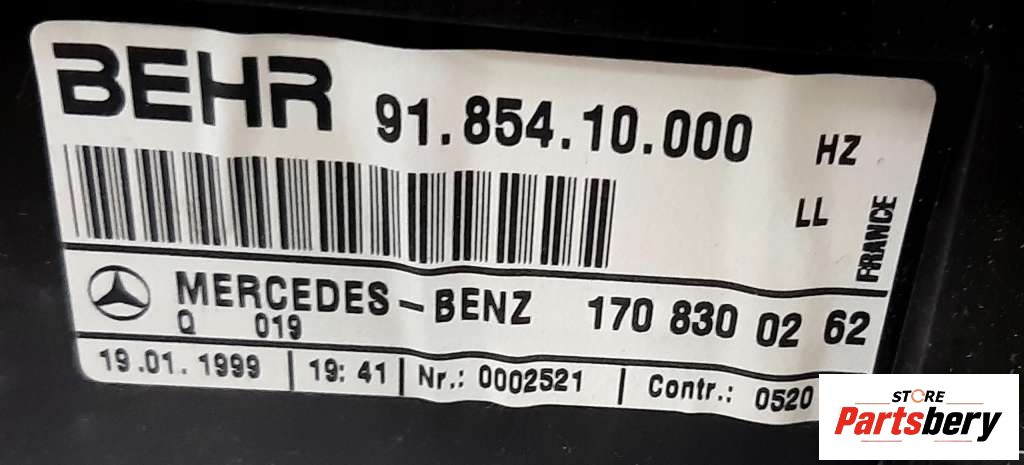 BEHR 91.854.10.000 HZ
LL
FRANCE
MERCEDES-BENZ 170 830 02 62
Q 019
19.01.1999 | 19:41 | Nr.: 0002521 | Contr.: 0520
STORE
Partsbery